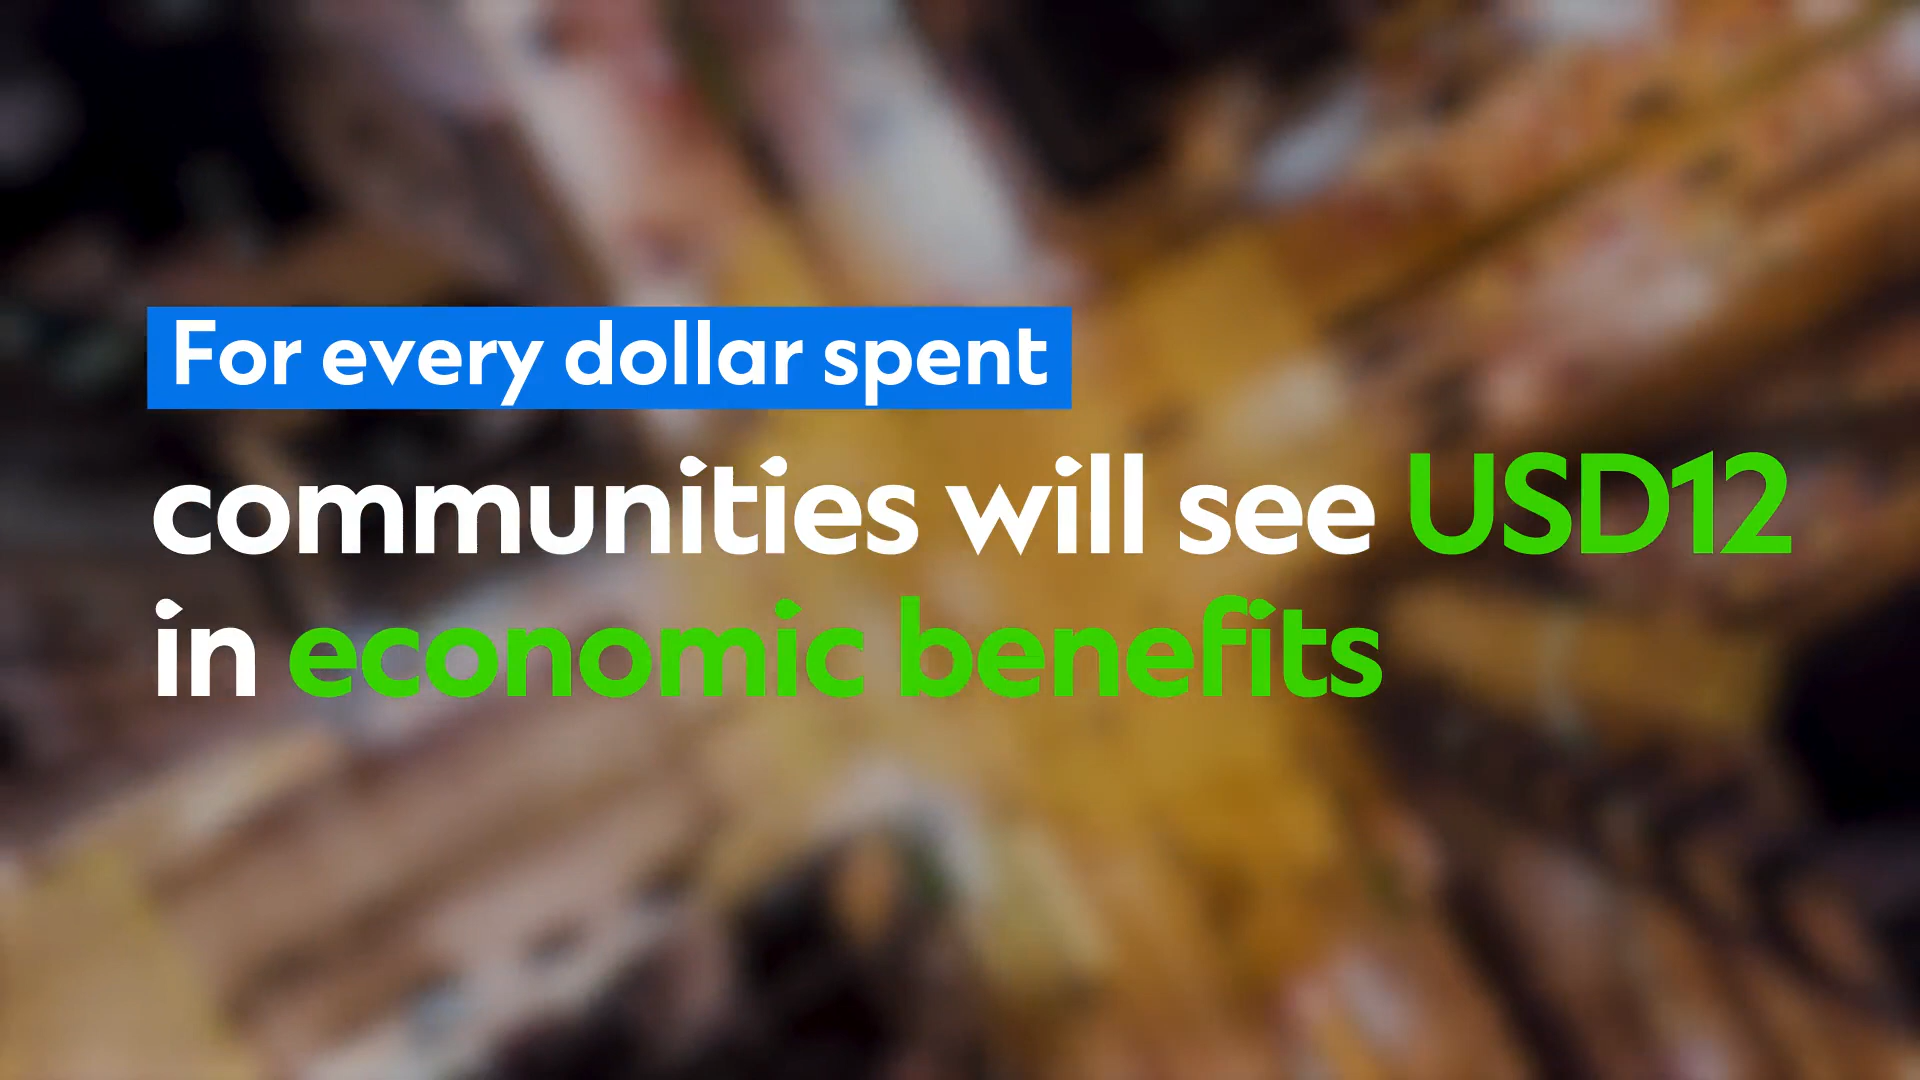 For every dollar spent
communities will see USD12
in economic benefits